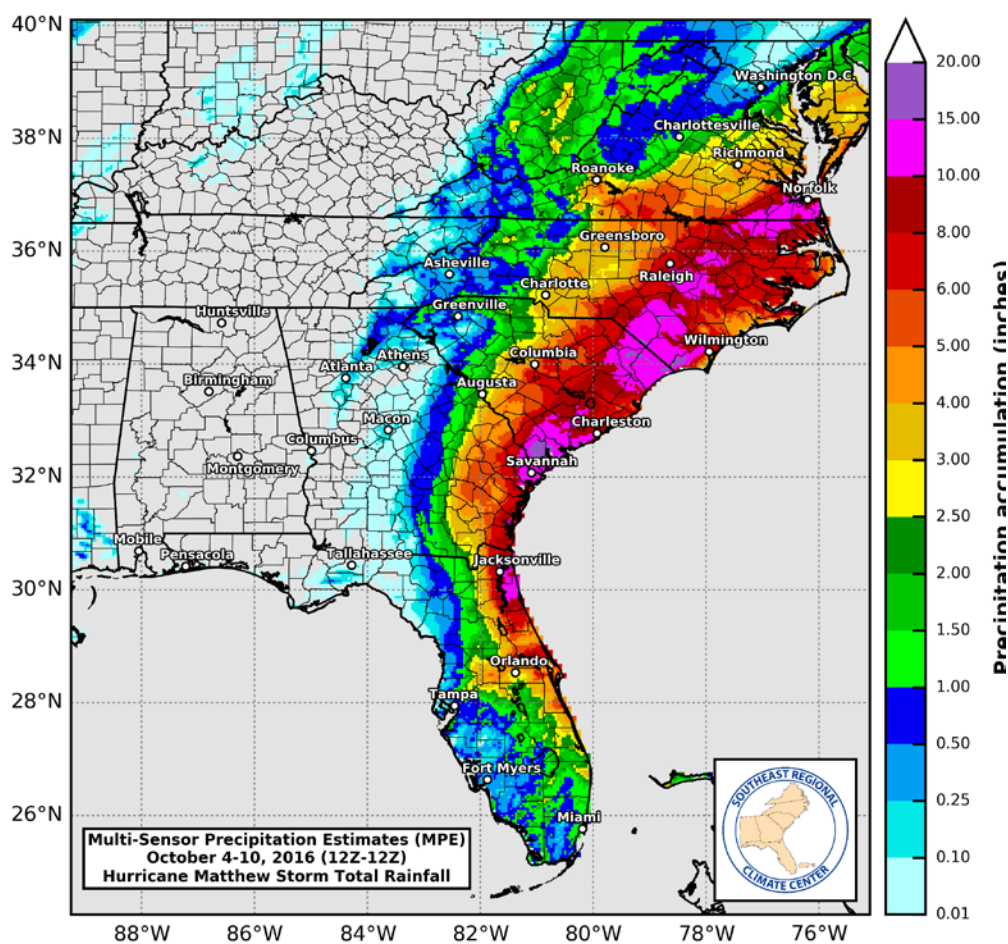 40°N
38°N
36°N
34°N
32°N
30°N
28°N
26°N
88°W
86°W
84°W
82°W
80°W
78°W
76°W
Washington D.C.
Charlottesville
Richmond
Roanoke
Norfolk
Greensboro
Raleigh
Asheville
Charlotte
Greenville
Huntsville
Wilmington
Athens
Columbia
Atlanta
Birmingham
Augusta
Macon
Charleston
Columbus
Montgomery
Savannah
Mobile
Pensacola
Tallahassee
Jacksonville
Orlando
Tampa
Fort Myers
Miami
Multi-Sensor Precipitation Estimates (MPE)
October 4-10, 2016 (12Z-12Z)
Hurricane Matthew Storm Total Rainfall
SOUTHEAST REGIONAL
CLIMATE CENTER
20.00
15.00
10.00
8.00
6.00
5.00
4.00
3.00
2.50
2.00
1.50
1.00
0.50
0.25
0.10
0.01
Precipitation accumulation (inches)